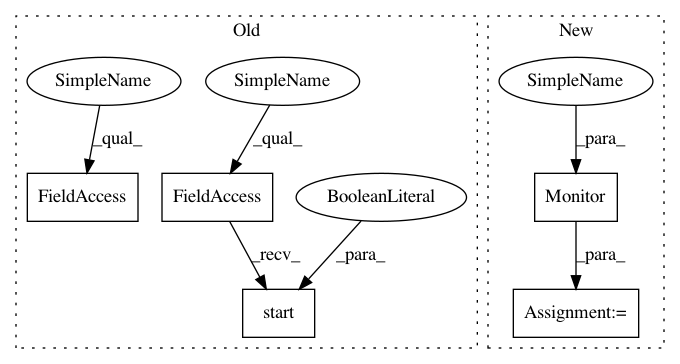 Old
New
SimpleName
SimpleName
SimpleName
_qual_
_qual_
_para_
FieldAccess
FieldAccess
BooleanLiteral
Monitor
_recv_
_para_
_para_
start
Assignment:=